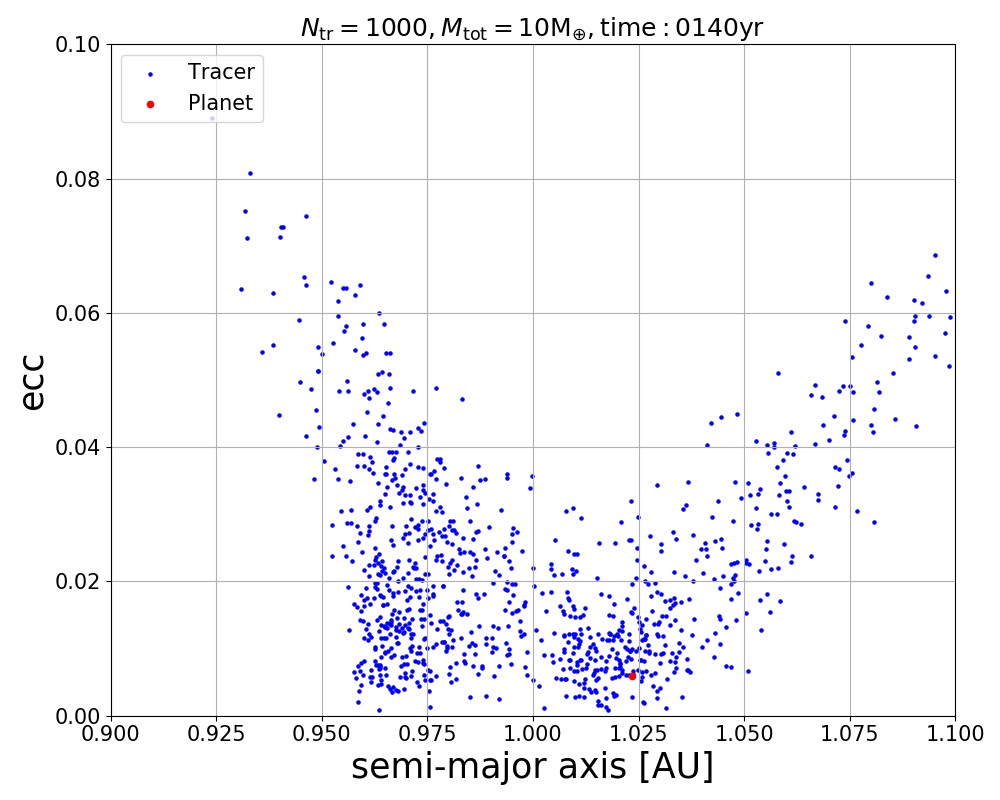 N_tr = 1000, M_tot = 10M_⊕, time : 0140yr
0.10
Tracer
Planet
0.08
0.06
ecc
0.04
0.02
0.00
0.900 0.925 0.950 0.975 1.000 1.025 1.050 1.075 1.100
semi-major axis [AU]